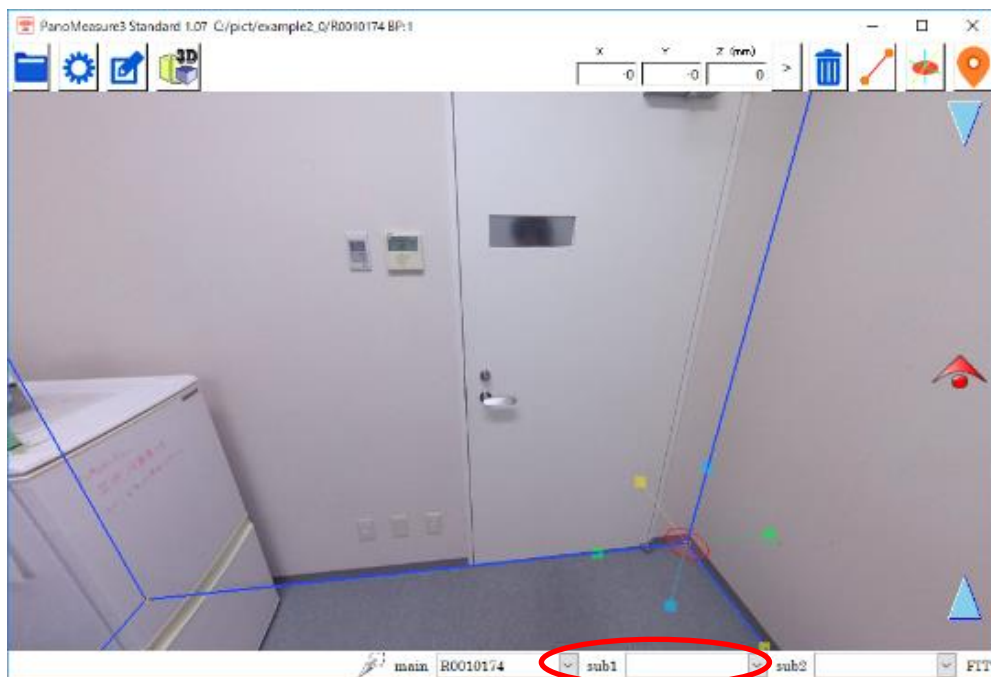 PanoMeasure3 Standard 1.07 C:/pict/example2_0/R0010174 BP:1
3D
X Y Z (mm)
-0 -0 0 >
main R0010174 sub1 sub2 FIT